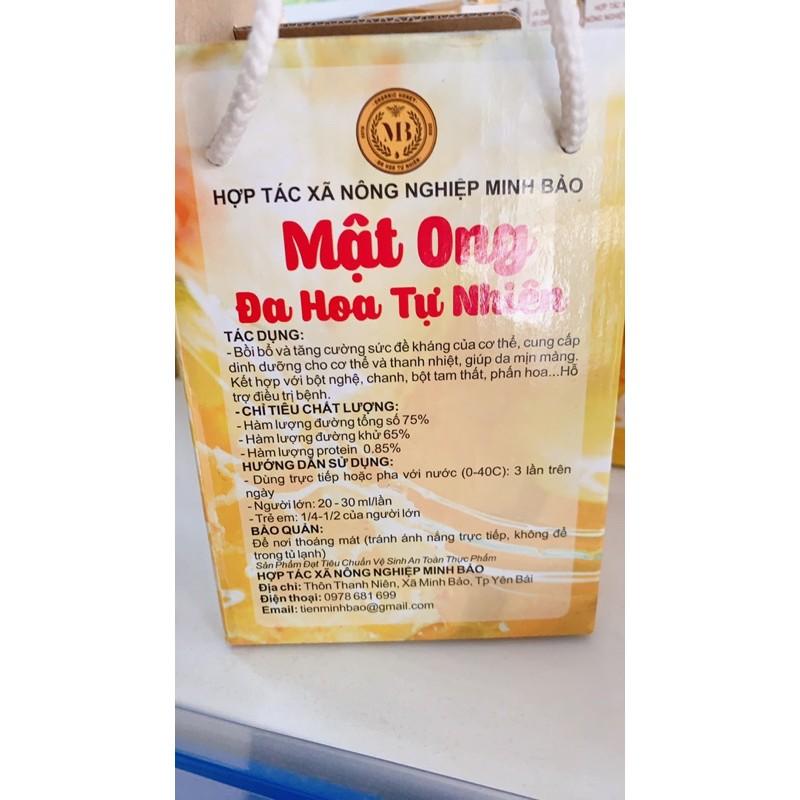 ORGANIC HONEY
MB
ĐA HOA TỰ NHIÊN
HỢP TÁC XÃ NÔNG NGHIỆP MINH BẢO
Mật Ong
Đa Hoa Tự Nhiên
TÁC DỤNG:
- Bồi bổ và tăng cường sức đề kháng của cơ thể, cung cấp
dinh dưỡng cho cơ thể và thanh nhiệt, giúp da mịn màng.
Kết hợp với bột nghệ, chanh, bột tam thất, phấn hoa...Hỗ
trợ điều trị bệnh.
- CHỈ TIÊU CHẤT LƯỢNG:
- Hàm lượng đường tổng số 75%
- Hàm lượng đường khử 65%
- Hàm lượng protein 0.85%
HƯỚNG DẪN SỬ DỤNG:
- Dùng trực tiếp hoặc pha với nước (0-40C): 3 lần trên
ngày
- Người lớn: 20 - 30 ml/lần
- Trẻ em: 1/4-1/2 của người lớn
BẢO QUẢN:
Để nơi thoáng mát (tránh ánh nắng trực tiếp, không để
trong tủ lạnh)
Sản Phẩm Đạt Tiêu Chuẩn Vệ Sinh An Toàn Thực Phẩm
HỢP TÁC XÃ NÔNG NGHIỆP MINH BẢO
Địa chỉ: Thôn Thanh Niên, Xã Minh Bảo, Tp Yên Bái
Điện thoại: 0978 681 699
Email: tienminhbao@gmail.com